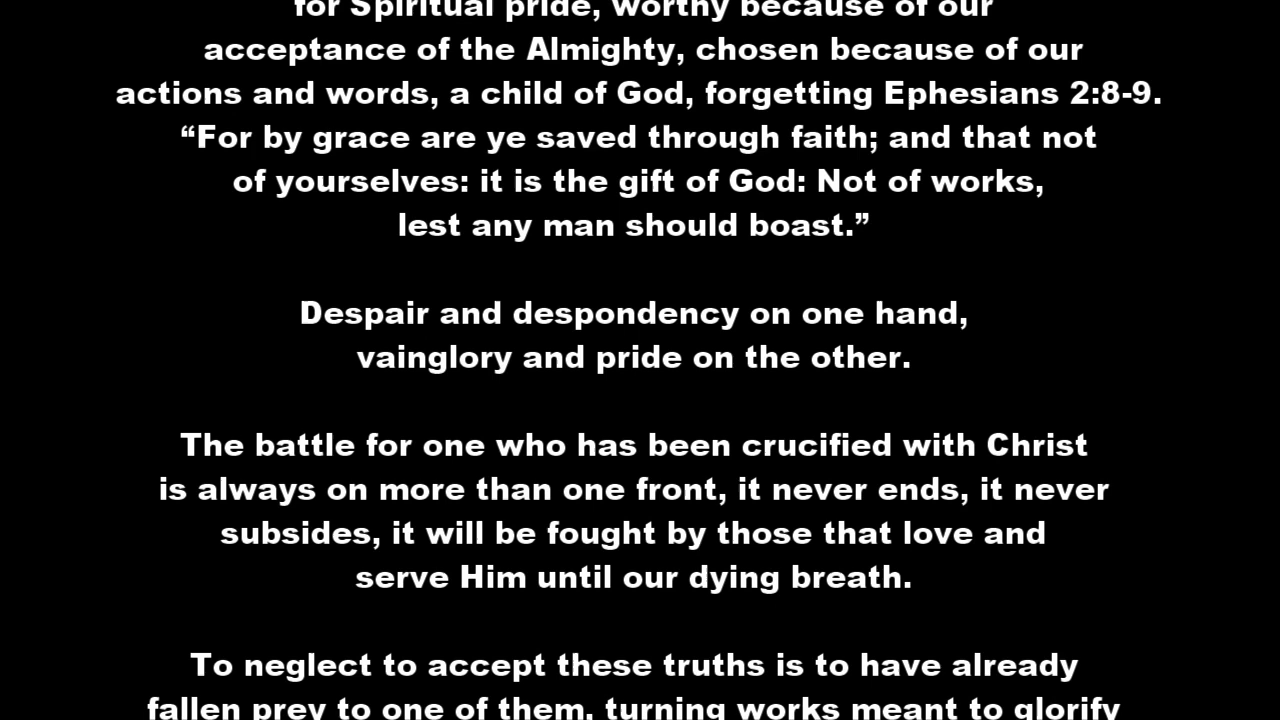 for Spiritual pride, worthy because of our
acceptance of the Almighty, chosen because of our
actions and words, a child of God, forgetting Ephesians 2:8-9.
“For by grace are ye saved through faith; and that not
of yourselves: it is the gift of God: Not of works,
lest any man should boast.”
Despair and despondency on one hand,
vainglory and pride on the other.
The battle for one who has been crucified with Christ
is always on more than one front, it never ends, it never
subsides, it will be fought by those that love and
serve Him until our dying breath.
To neglect to accept these truths is to have already
fallen prey to one of them, turning works meant to glorify